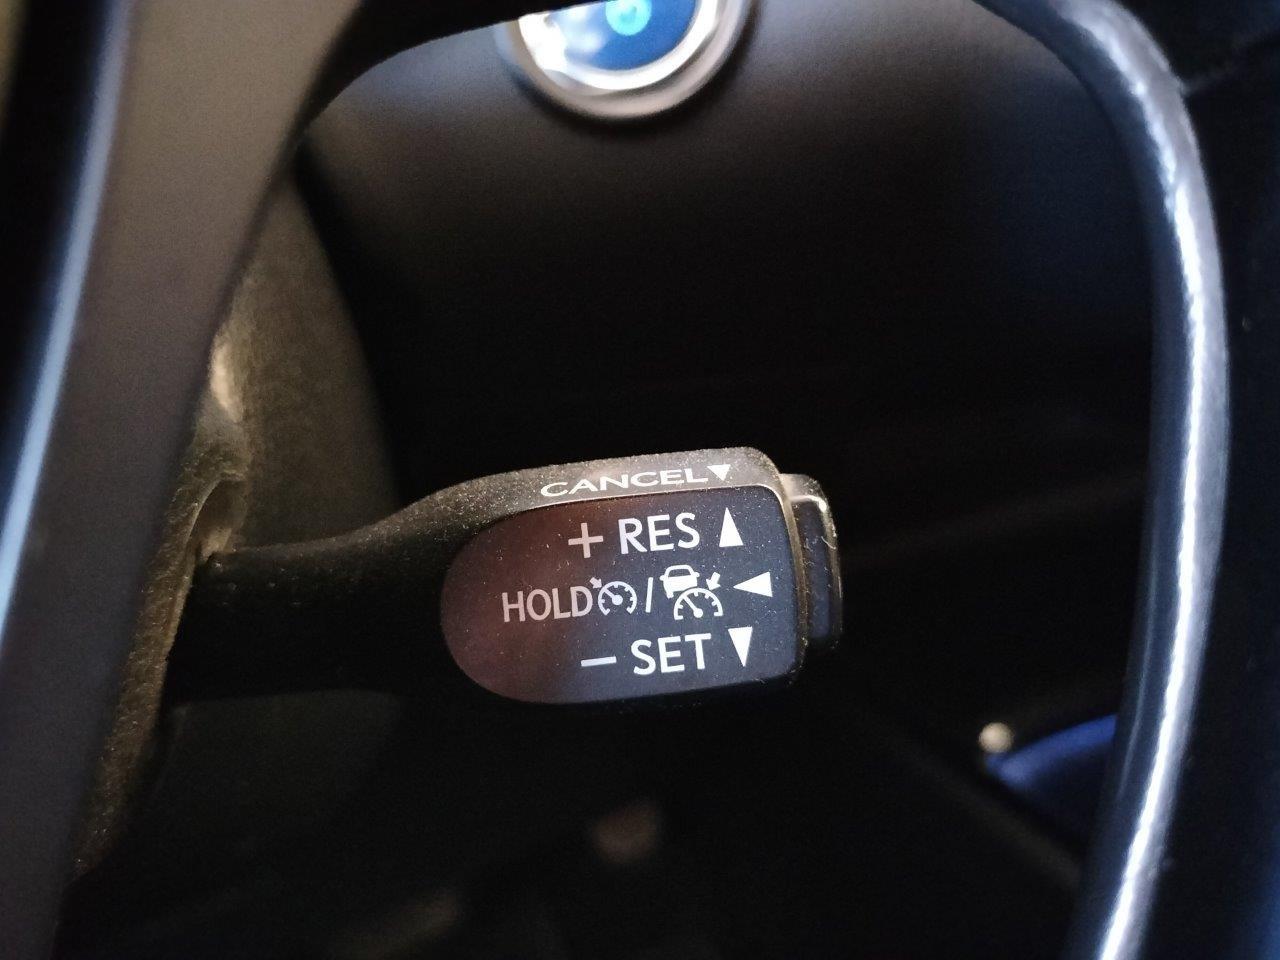 CANCEL▼
+ RES ▲
HOLD / ◀
– SET ▼